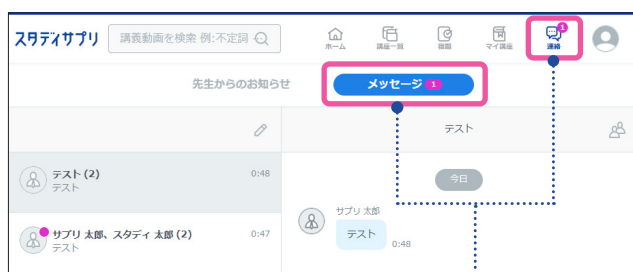 スタディサプリ
講義動画を検索 例:不定詞
ホーム
講座一覧
宿題
マイ講座
1
連絡
先生からのお知らせ
メッセージ 1
テスト
今日
テスト (2)
0:48
テスト
サプリ 太郎、スタディ 太郎 (2)
0:47
テスト
サプリ 太郎
テスト
0:48